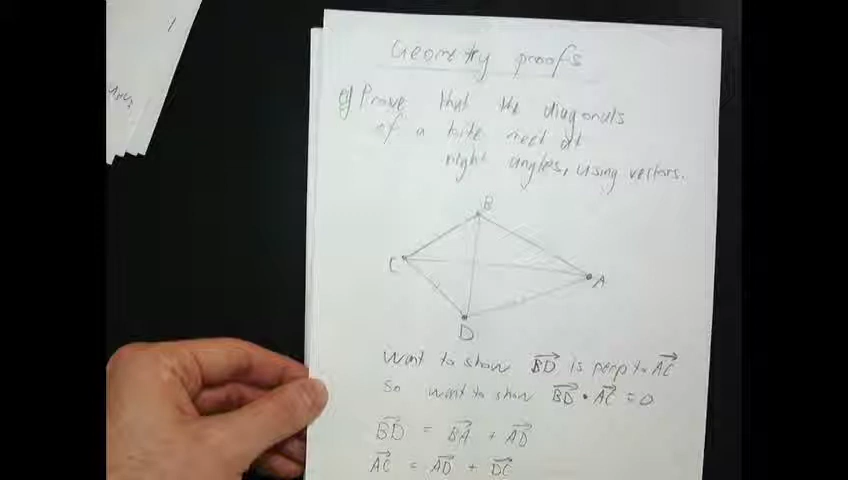 Geometry proofs
eg Prove that the diagonals
of a kite meet at
right angles, using vectors.
B
C
A
D
Want to show BD is perp to AC
So want to show BD • AC = 0
BD = BA + AD
AC = AD + DC